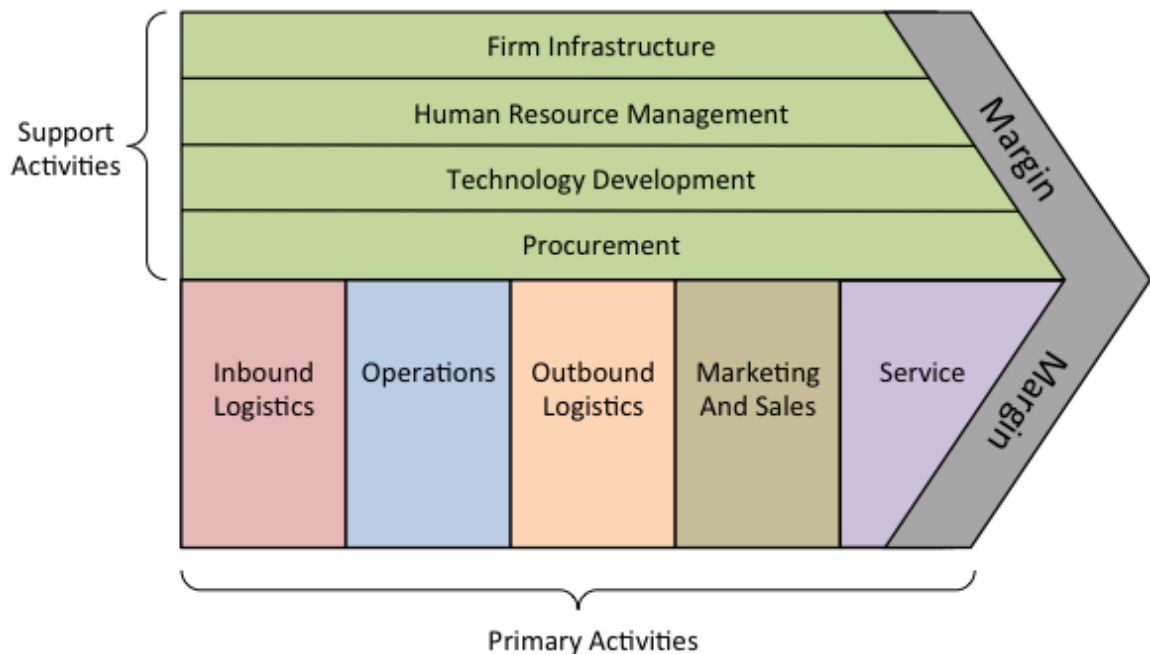 Firm Infrastructure
Human Resource Management
Support
Activities
Technology Development
Procurement
Margin
Inbound
Logistics
Operations
Outbound
Logistics
Marketing
And Sales
Service
Margin
Primary Activities